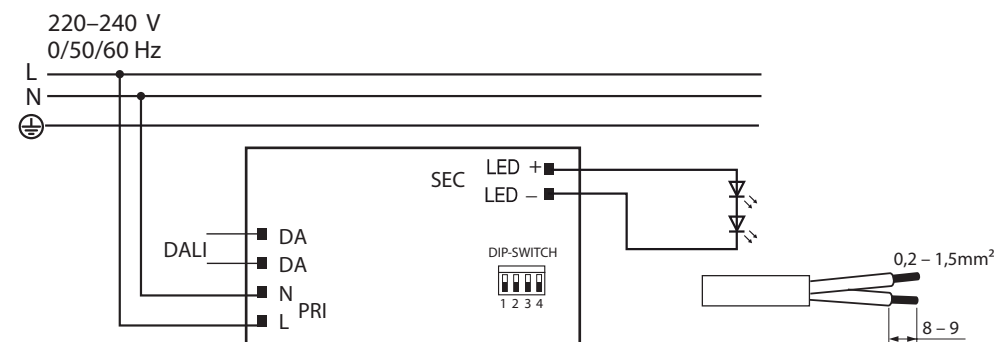 220–240 V
0/50/60 Hz
L
N
SEC
LED +
LED –
DALI
DA
DA
N
L
PRI
DIP-SWITCH
1 2 3 4
0,2 – 1,5mm²
8 – 9